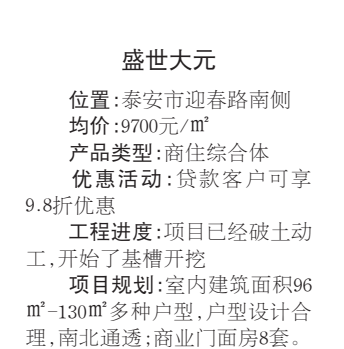 盛世大元
位置:泰安市迎春路南侧
均价:9700元/㎡
产品类型:商住综合体
优惠活动:贷款客户可享
9.8折优惠
工程进度:项目已经破土动
工,开始了基槽开挖
项目规划:室内建筑面积96
㎡-130㎡多种户型,户型设计合
理,南北通透;商业门面房8套。